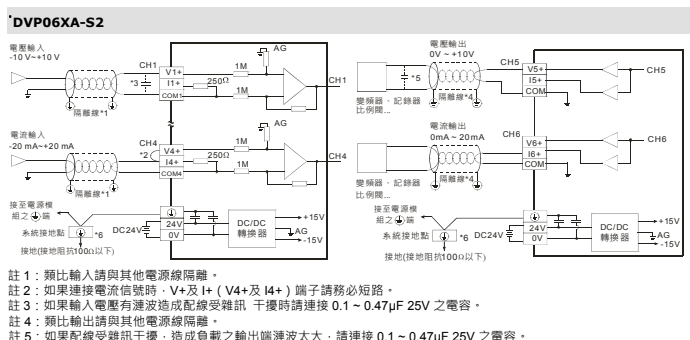 DVP06XA-S2
電壓輸入
-10 V~+10 V
CH1
*3
V1+
I1+
COM1
250Ω
1M
1M
AG
CH1
隔離線*1
電流輸入
-20 mA~+20 mA
CH4
*2
V4+
I4+
COM4
250Ω
1M
1M
AG
CH4
隔離線*1
接至電源模
組之 端
系統接地點
*6
DC24V
24V
0V
DC/DC
轉換器
+15V
AG
-15V
接地(接地阻抗100Ω以下)
電壓輸出
0V ~ +10V
CH5
*5
V5+
I5+
COM
CH5
隔離線*4
變頻器、記錄器
比例閥...
電流輸出
0mA ~ 20mA
CH6
V6+
I6+
COM
CH6
隔離線*4
變頻器、記錄器
比例閥...
接至電源模
組之 端
系統接地點
*6
DC24V
24V
0V
DC/DC
轉換器
+15V
AG
-15V
接地(接地阻抗100Ω以下)
註 1：類比輸入請與其他電源線隔離。
註 2：如果連接電流信號時，V+及 I+（V4+及 I4+）端子請務必短路。
註 3：如果輸入電壓有漣波造成配線受雜訊 干擾時請連接 0.1 ~ 0.47μF 25V 之電容。
註 4：類比輸出請與其他電源線隔離。
註 5：如果配線受雜訊干擾，造成負載之輸出端漣波太大，請連接 0.1 ~ 0.47μF 25V 之電容。